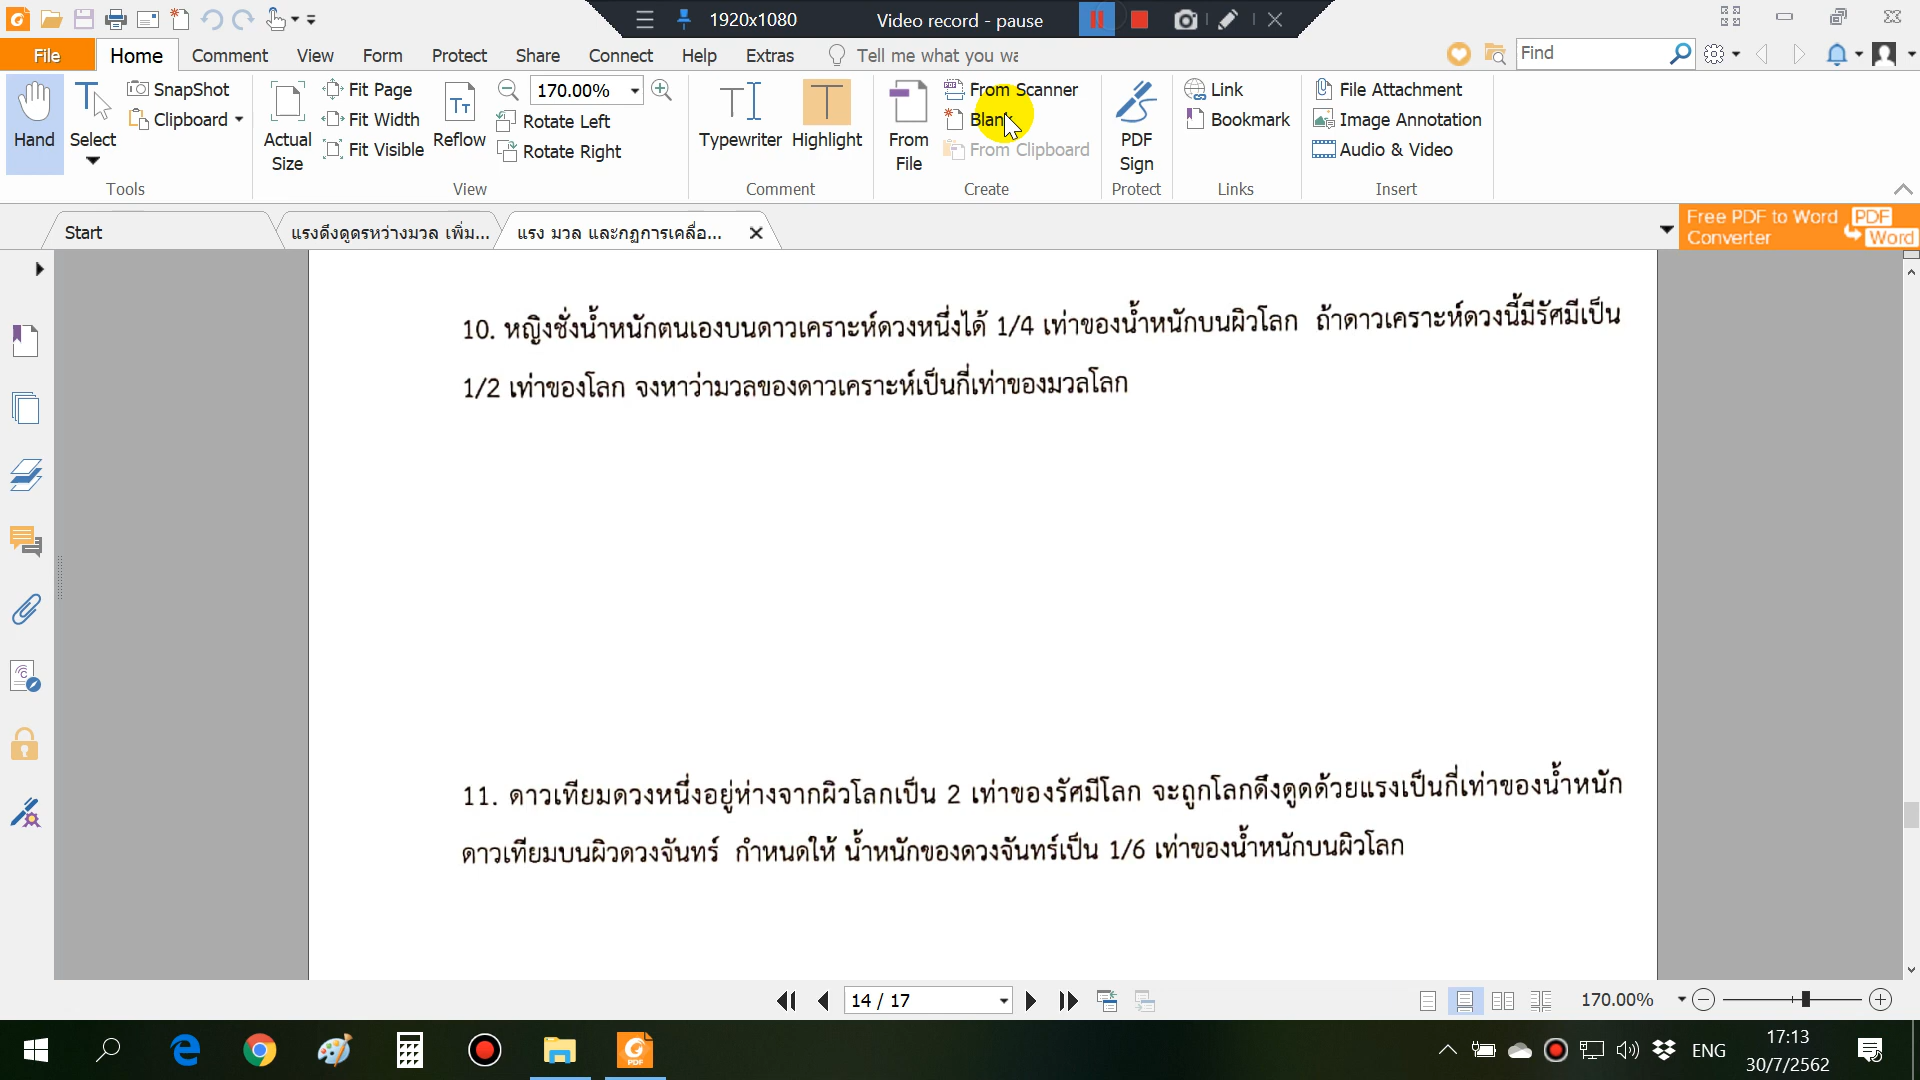 1920x1080
Video record - pause
File Home Comment View Form Protect Share Connect Help Extras Tell me what you wa
Find
Hand
Select
SnapShot
Clipboard
Tools
Actual Size
Fit Page
Fit Width
Fit Visible
Reflow
170.00%
Rotate Left
Rotate Right
View
Typewriter
Highlight
Comment
From File
From Scanner
Blank
From Clipboard
Create
PDF Sign
Protect
Link
Bookmark
Links
File Attachment
Image Annotation
Audio & Video
Insert
Start
แรงดึงดูดรหว่างมวล เพิ่ม...
แรง มวล และกฏการเคลื่อ...
Free PDF to Word Converter
PDF
Word
10. หญิงชั่งน้ำหนักตนเองบนดาวเคราะห์ดวงหนึ่งได้ 1/4 เท่าของน้ำหนักบนผิวโลก ถ้าดาวเคราะห์ดวงนี้มีรัศมีเป็น
1/2 เท่าของโลก จงหาว่ามวลของดาวเคราะห์เป็นกี่เท่าของมวลโลก
11. ดาวเทียมดวงหนึ่งอยู่ห่างจากผิวโลกเป็น 2 เท่าของรัศมีโลก จะถูกโลกดึงดูดด้วยแรงเป็นกี่เท่าของน้ำหนัก
ดาวเทียมบนผิวดวงจันทร์ กำหนดให้ น้ำหนักของดวงจันทร์เป็น 1/6 เท่าของน้ำหนักบนผิวโลก
14 / 17
170.00%
ENG
17:13
30/7/2562